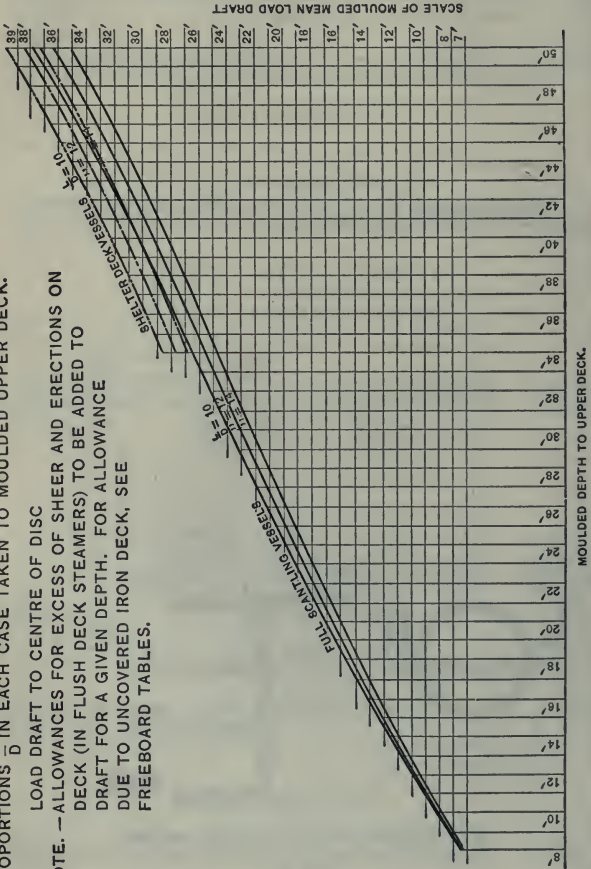 OPORTIONS L/D IN EACH CASE TAKEN TO MOULDED UPPER DECK.
LOAD DRAFT TO CENTRE OF DISC
OTE. — ALLOWANCES FOR EXCESS OF SHEER AND ERECTIONS ON
DECK (IN FLUSH DECK STEAMERS) TO BE ADDED TO
DRAFT FOR A GIVEN DEPTH. FOR ALLOWANCE
DUE TO UNCOVERED IRON DECK, SEE
FREEBOARD TABLES.
SHELTER DECK VESSELS
L/D = 10
" = 12
" = 14
FULL SCANTLING VESSELS
L/D = 10
" = 12
" = 14
SCALE OF MOULDED MEAN LOAD DRAFT
39'
38'
36'
34'
32'
30'
28'
26'
24'
22'
20'
18'
16'
14'
12'
10'
8'
7'
MOULDED DEPTH TO UPPER DECK.
8'
10'
12'
14'
16'
18'
20'
22'
24'
26'
28'
30'
32'
34'
36'
38'
40'
42'
44'
46'
48'
50'